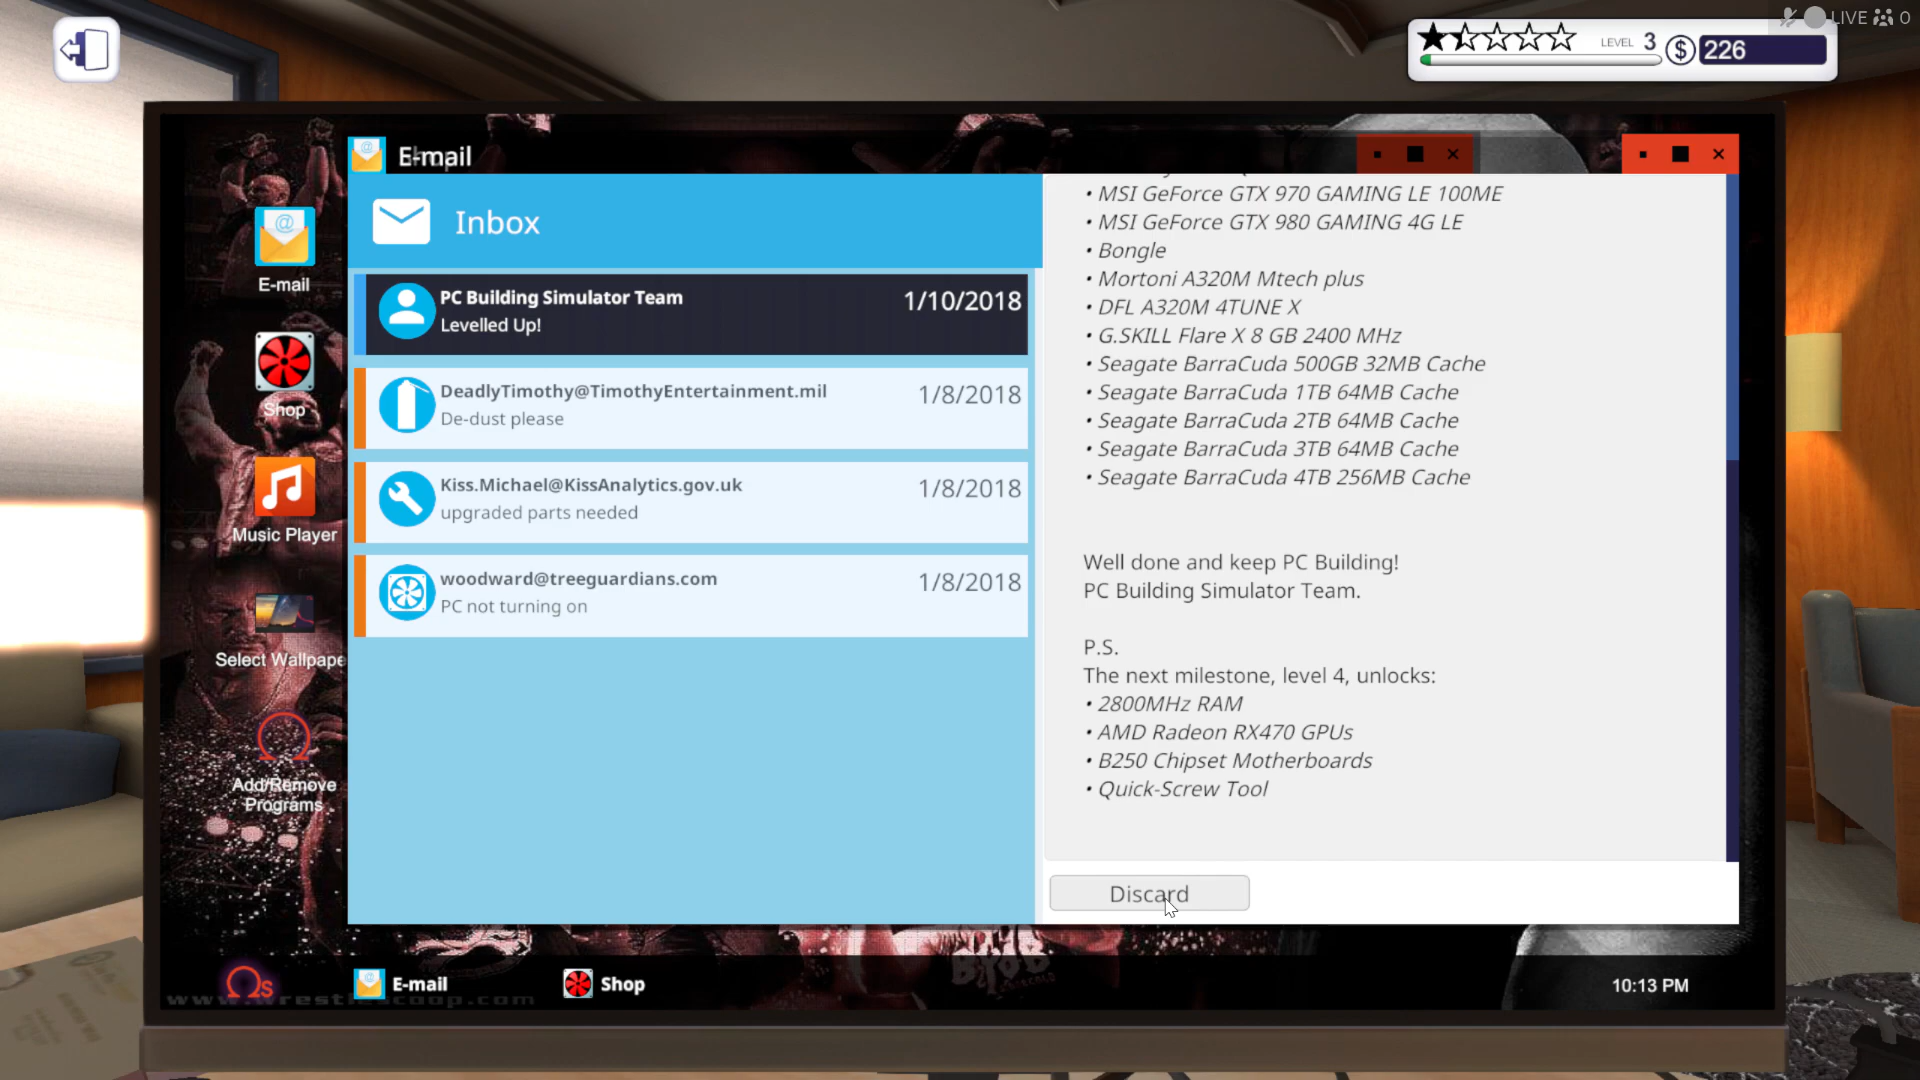 LIVE 0
LEVEL 3 $ 226
E-mail
Inbox
PC Building Simulator Team 1/10/2018
Levelled Up!
DeadlyTimothy@TimothyEntertainment.mil 1/8/2018
De-dust please
Kiss.Michael@KissAnalytics.gov.uk 1/8/2018
upgraded parts needed
woodward@treeguardians.com 1/8/2018
PC not turning on
• MSI GeForce GTX 970 GAMING LE 100ME
• MSI GeForce GTX 980 GAMING 4G LE
• Bongle
• Mortoni A320M Mtech plus
• DFL A320M 4TUNE X
• G.SKILL Flare X 8 GB 2400 MHz
• Seagate BarraCuda 500GB 32MB Cache
• Seagate BarraCuda 1TB 64MB Cache
• Seagate BarraCuda 2TB 64MB Cache
• Seagate BarraCuda 3TB 64MB Cache
• Seagate BarraCuda 4TB 256MB Cache
Well done and keep PC Building!
PC Building Simulator Team.
P.S.
The next milestone, level 4, unlocks:
• 2800MHz RAM
• AMD Radeon RX470 GPUs
• B250 Chipset Motherboards
• Quick-Screw Tool
Discard
E-mail
Shop
Music Player
Select Wallpape
Add/Remove
Programs
E-mail
Shop
10:13 PM